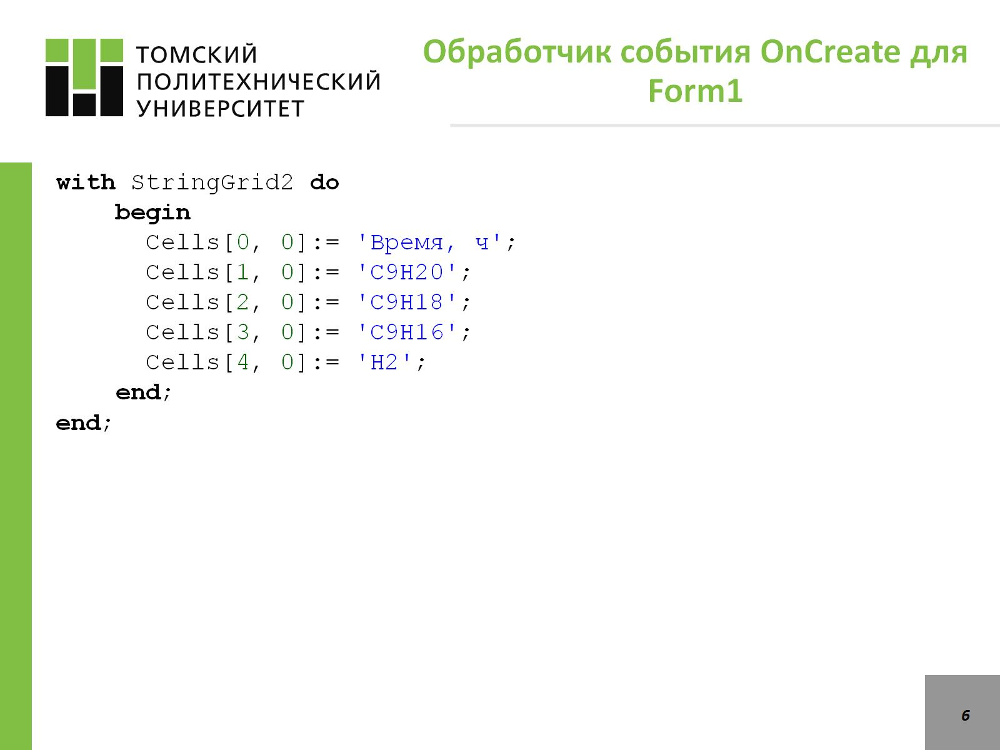 ТОМСКИЙ
ПОЛИТЕХНИЧЕСКИЙ
УНИВЕРСИТЕТ
Обработчик события OnCreate для
Form1
with StringGrid2 do
    begin
      Cells[0, 0]:= 'Время, ч';
      Cells[1, 0]:= 'C9H20';
      Cells[2, 0]:= 'C9H18';
      Cells[3, 0]:= 'C9H16';
      Cells[4, 0]:= 'H2';
    end;
end;
6